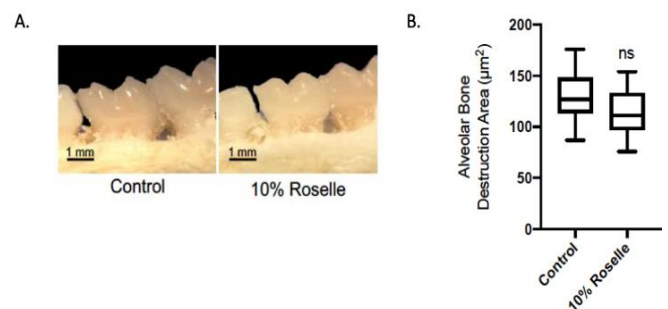 A.
1 mm
1 mm
Control
10% Roselle
B.
Alveolar Bone
Destruction Area (µm²)
200
150
100
50
0
ns
Control
10% Roselle